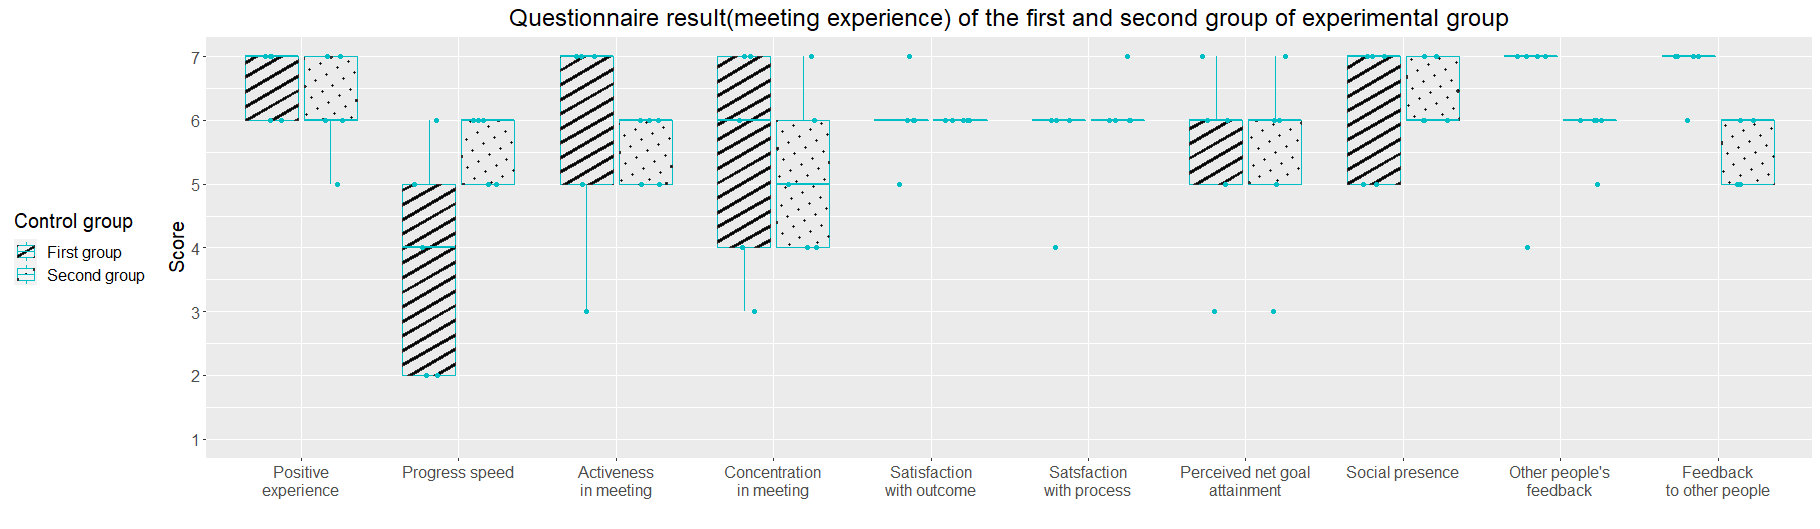 Questionnaire result(meeting experience) of the first and second group of experimental group
Control group
First group
Second group
Score
7
6
5
4
3
2
1
Positive
experience
Progress speed
Activeness
in meeting
Concentration
in meeting
Satisfaction
with outcome
Satsfaction
with process
Perceived net goal
attainment
Social presence
Other people's
feedback
Feedback
to other people